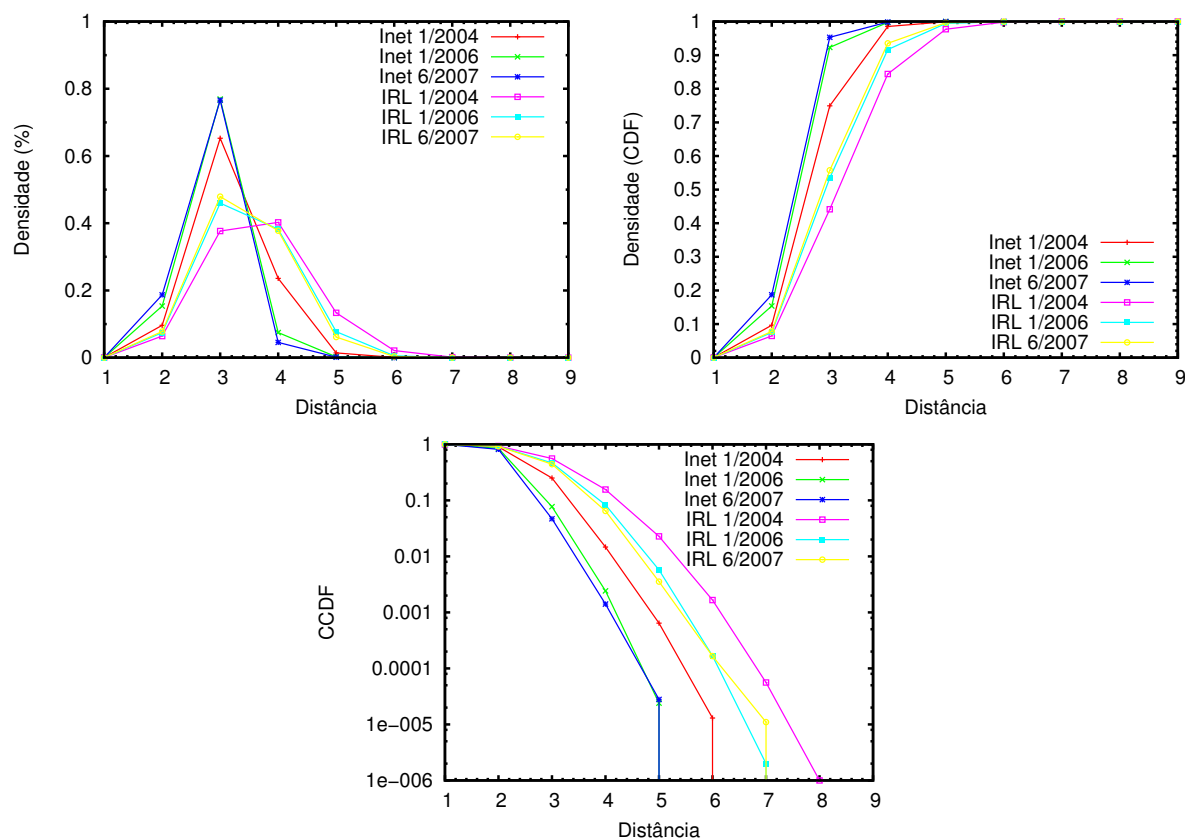 Densidade (%)
1
0.8
0.6
0.4
0.2
0
Inet 1/2004
Inet 1/2006
Inet 6/2007
IRL 1/2004
IRL 1/2006
IRL 6/2007
1 2 3 4 5 6 7 8 9
Distância
Densidade (CDF)
1
0.9
0.8
0.7
0.6
0.5
0.4
0.3
0.2
0.1
0
Inet 1/2004
Inet 1/2006
Inet 6/2007
IRL 1/2004
IRL 1/2006
IRL 6/2007
1 2 3 4 5 6 7 8 9
Distância
CCDF
1
0.1
0.01
0.001
0.0001
1e−005
1e−006
Inet 1/2004
Inet 1/2006
Inet 6/2007
IRL 1/2004
IRL 1/2006
IRL 6/2007
1 2 3 4 5 6 7 8 9
Distância